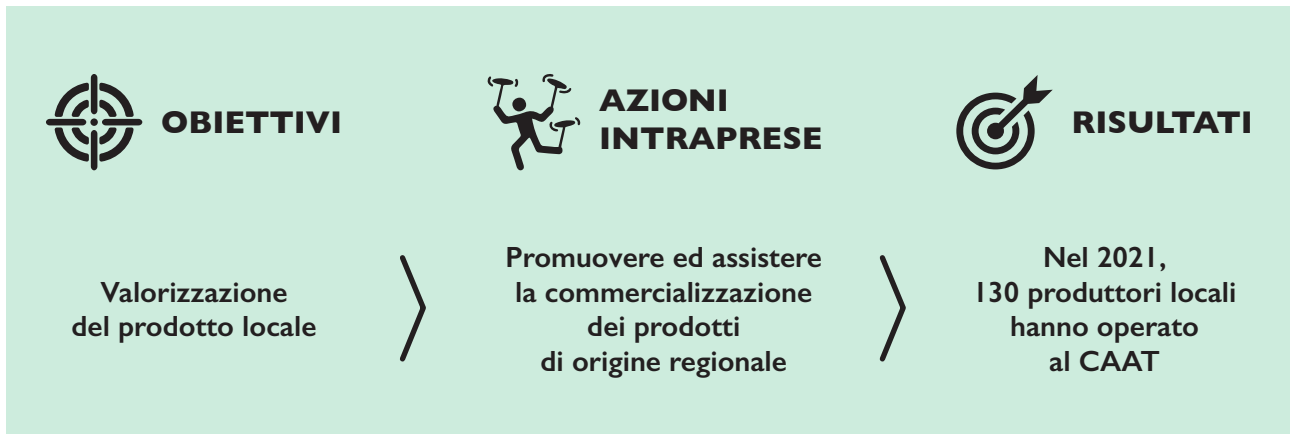 OBIETTIVI
AZIONI
INTRAPRESE
RISULTATI
Valorizzazione
del prodotto locale
Promuovere ed assistere
la commercializzazione
dei prodotti
di origine regionale
Nel 2021,
130 produttori locali
hanno operato
al CAAT